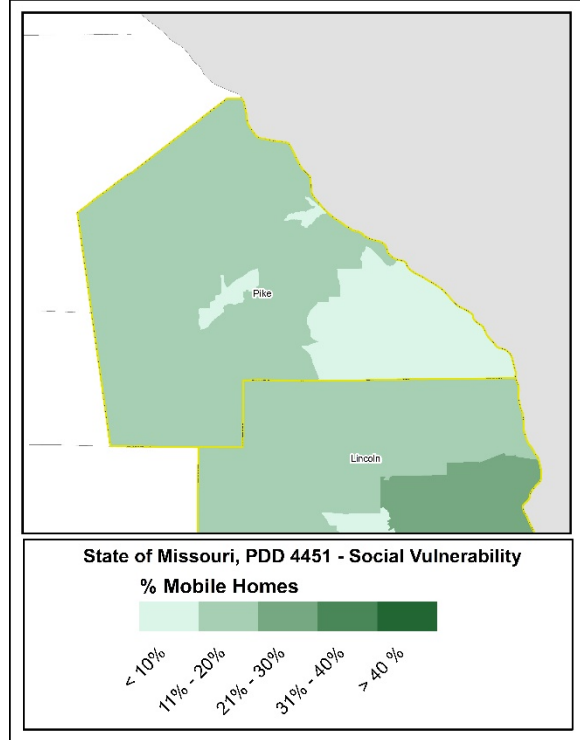 Pike
Lincoln
State of Missouri, PDD 4451 - Social Vulnerability
% Mobile Homes
< 10%
11% - 20%
21% - 30%
31% - 40%
> 40 %